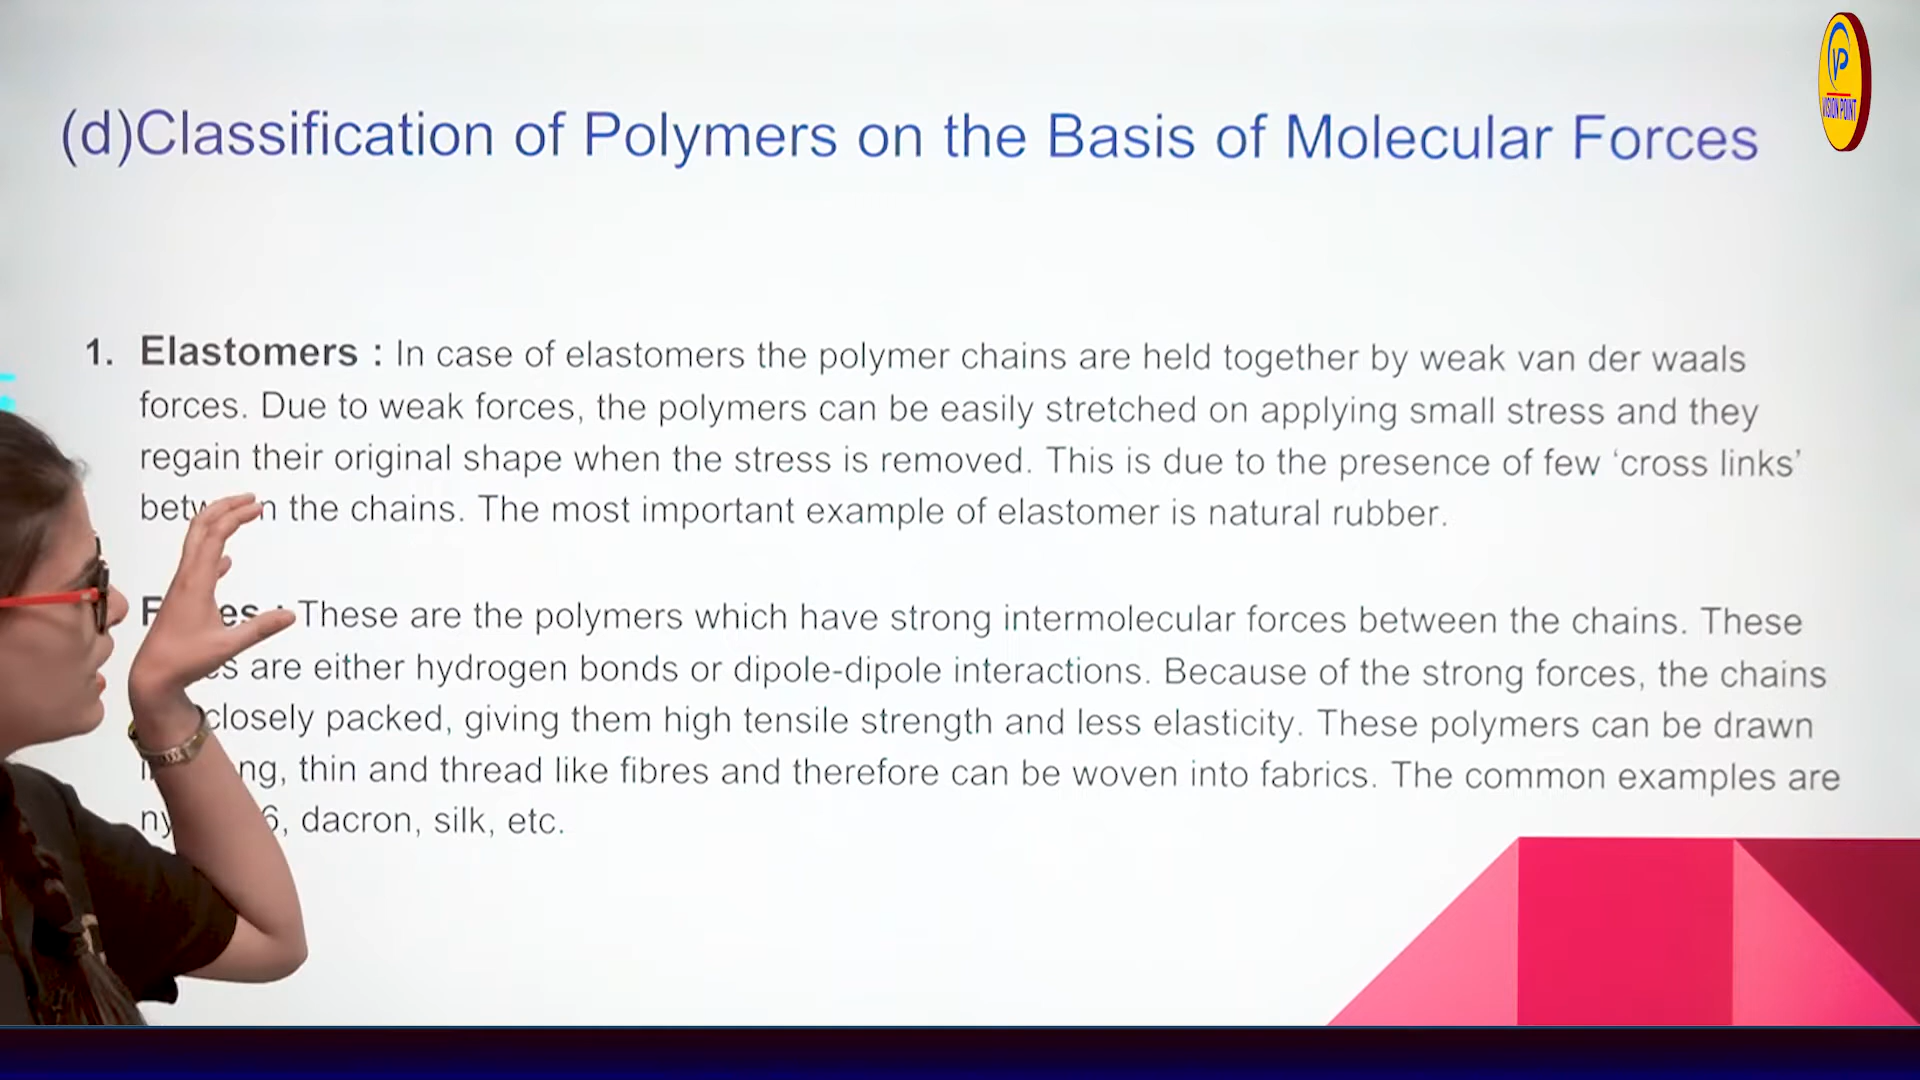 (d)Classification of Polymers on the Basis of Molecular Forces
VISION POINT
1. Elastomers : In case of elastomers the polymer chains are held together by weak van der waals
forces. Due to weak forces, the polymers can be easily stretched on applying small stress and they
regain their original shape when the stress is removed. This is due to the presence of few ‘cross links’
the chains. The most important example of elastomer is natural rubber.
These are the polymers which have strong intermolecular forces between the chains. These
are either hydrogen bonds or dipole-dipole interactions. Because of the strong forces, the chains
closely packed, giving them high tensile strength and less elasticity. These polymers can be drawn
thin and thread like fibres and therefore can be woven into fabrics. The common examples are
6, dacron, silk, etc.